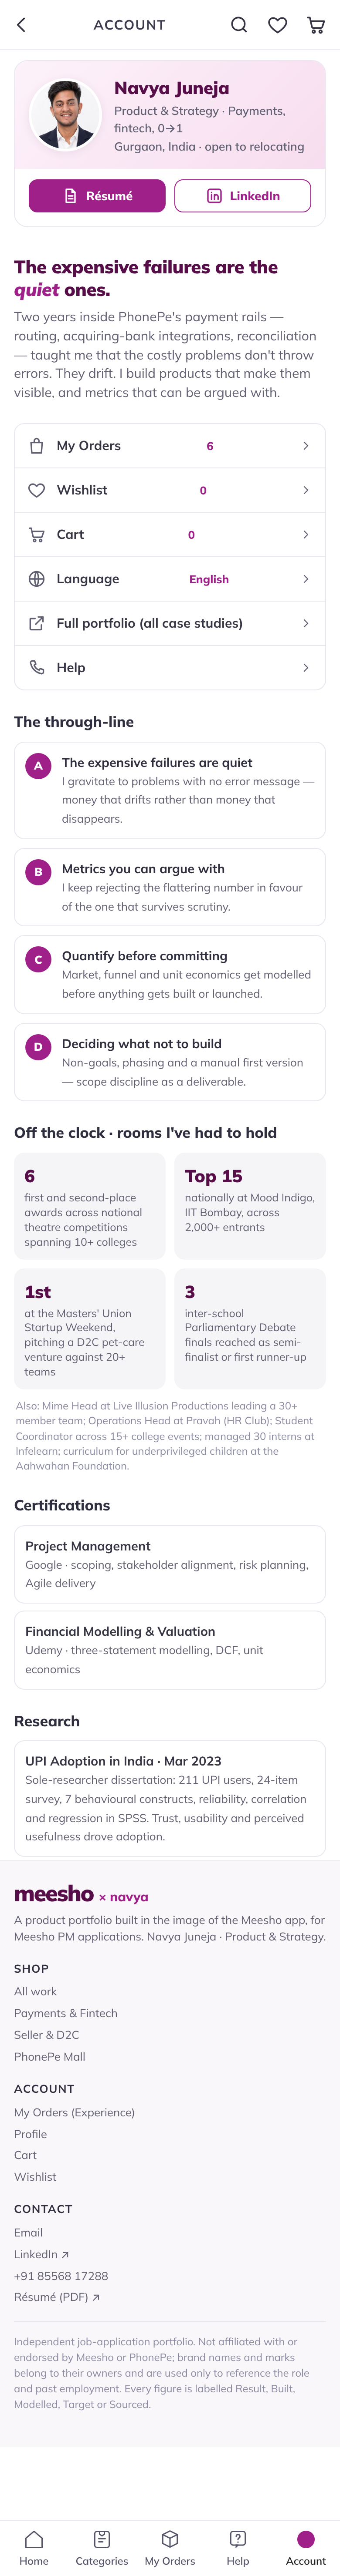 ACCOUNT
Navya Juneja
Product & Strategy · Payments,
fintech, 0→1
Gurgaon, India · open to relocating
Résumé
LinkedIn
The expensive failures are the
quiet ones.
Two years inside PhonePe's payment rails —
routing, acquiring-bank integrations, reconciliation
— taught me that the costly problems don't throw
errors. They drift. I build products that make them
visible, and metrics that can be argued with.
My Orders 6
Wishlist 0
Cart 0
Language English
Full portfolio (all case studies)
Help
The through-line
A The expensive failures are quiet
I gravitate to problems with no error message —
money that drifts rather than money that
disappears.
B Metrics you can argue with
I keep rejecting the flattering number in favour
of the one that survives scrutiny.
C Quantify before committing
Market, funnel and unit economics get modelled
before anything gets built or launched.
D Deciding what not to build
Non-goals, phasing and a manual first version
— scope discipline as a deliverable.
Off the clock · rooms I've had to hold
6
first and second-place
awards across national
theatre competitions
spanning 10+ colleges
Top 15
nationally at Mood Indigo,
IIT Bombay, across
2,000+ entrants
1st
at the Masters' Union
Startup Weekend,
pitching a D2C pet-care
venture against 20+
teams
3
inter-school
Parliamentary Debate
finals reached as semi-
finalist or first runner-up
Also: Mime Head at Live Illusion Productions leading a 30+
member team; Operations Head at Pravah (HR Club); Student
Coordinator across 15+ college events; managed 30 interns at
Infelearn; curriculum for underprivileged children at the
Aahwahan Foundation.
Certifications
Project Management
Google · scoping, stakeholder alignment, risk planning,
Agile delivery
Financial Modelling & Valuation
Udemy · three-statement modelling, DCF, unit
economics
Research
UPI Adoption in India · Mar 2023
Sole-researcher dissertation: 211 UPI users, 24-item
survey, 7 behavioural constructs, reliability, correlation
and regression in SPSS. Trust, usability and perceived
usefulness drove adoption.
meesho × navya
A product portfolio built in the image of the Meesho app, for
Meesho PM applications. Navya Juneja · Product & Strategy.
SHOP
All work
Payments & Fintech
Seller & D2C
PhonePe Mall
ACCOUNT
My Orders (Experience)
Profile
Cart
Wishlist
CONTACT
Email
LinkedIn ↗
+91 85568 17288
Résumé (PDF) ↗
Independent job-application portfolio. Not affiliated with or
endorsed by Meesho or PhonePe; brand names and marks
belong to their owners and are used only to reference the role
and past employment. Every figure is labelled Result, Built,
Modelled, Target or Sourced.
Home Categories My Orders Help Account